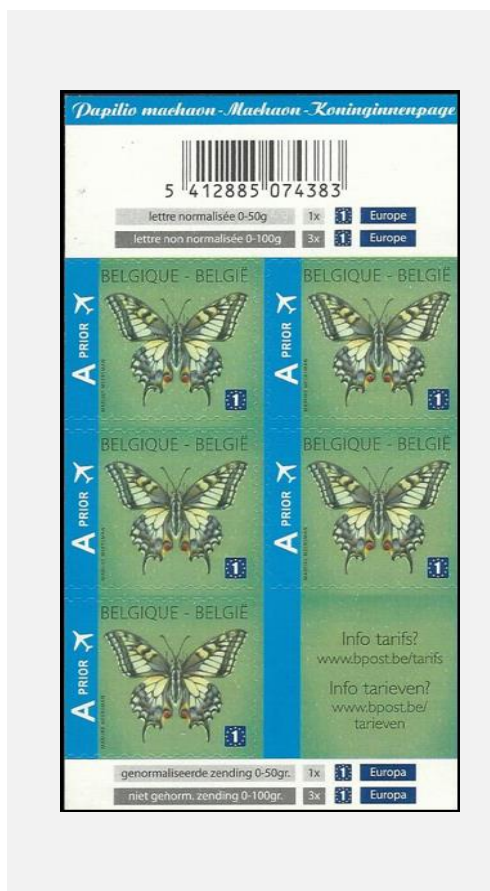 Papilio machaon - Machaon - Koninginnenpage
5 412885 074383
lettre normalisée 0-50g 1x 1 Europe
lettre non normalisée 0-100g 3x 1 Europe
BELGIQUE - BELGIË
A PRIOR
1
BELGIQUE - BELGIË
A PRIOR
1
BELGIQUE - BELGIË
A PRIOR
1
BELGIQUE - BELGIË
A PRIOR
1
BELGIQUE - BELGIË
A PRIOR
1
Info tarifs?
www.bpost.be/tarifs
Info tarieven?
www.bpost.be/
tarieven
genormaliseerde zending 0-50gr. 1x 1 Europa
niet genorm. zending 0-100gr. 3x 1 Europa